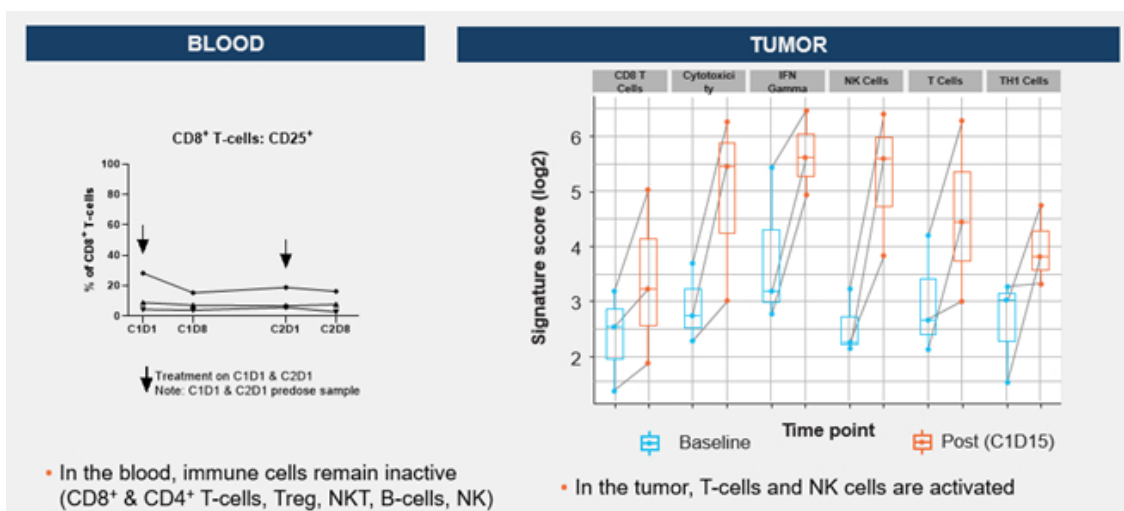 BLOOD
CD8⁺ T-cells: CD25⁺
% of CD8⁺ T-cells
100
80
60
40
20
0
C1D1
C1D8
C2D1
C2D8
Treatment on C1D1 & C2D1
Note: C1D1 & C2D1 predose sample
• In the blood, immune cells remain inactive
(CD8⁺ & CD4⁺ T-cells, Treg, NKT, B-cells, NK)
TUMOR
CD8 T
Cells
Cytotoxici
ty
IFN
Gamma
NK Cells
T Cells
TH1 Cells
Signature score (log2)
6
5
4
3
2
Time point
Baseline
Post (C1D15)
• In the tumor, T-cells and NK cells are activated